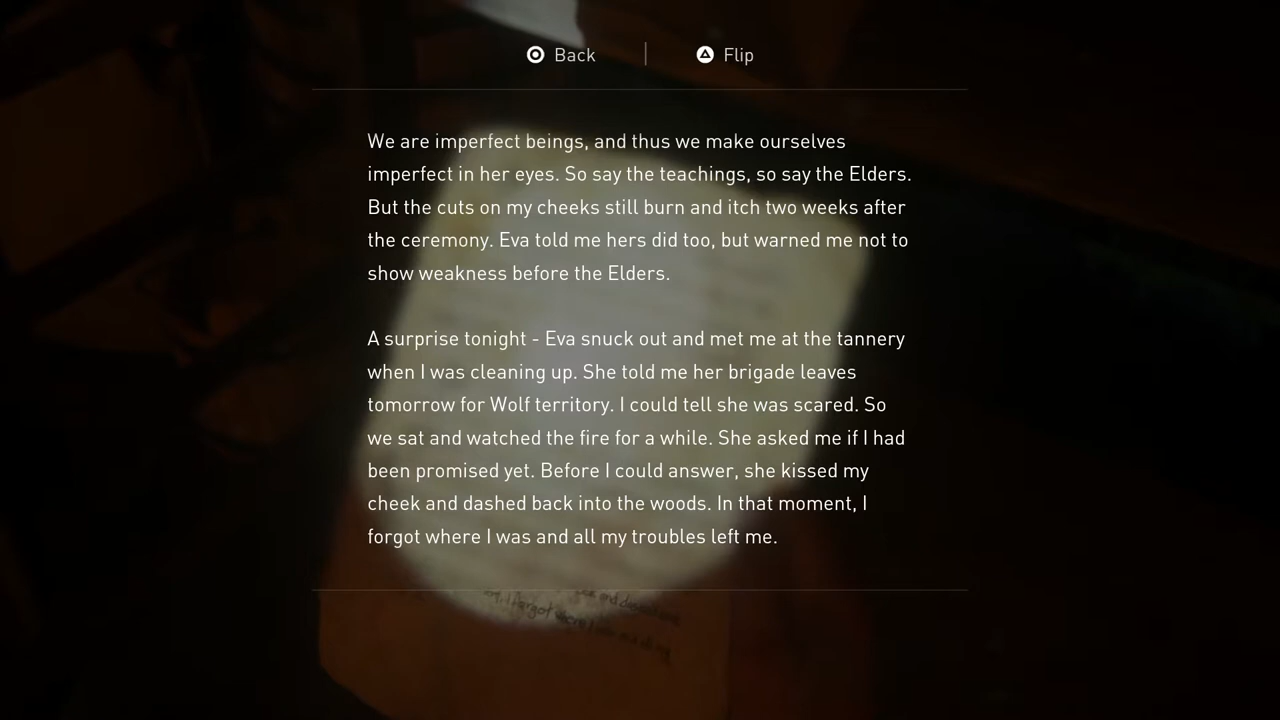 Back | Flip
We are imperfect beings, and thus we make ourselves
imperfect in her eyes. So say the teachings, so say the Elders.
But the cuts on my cheeks still burn and itch two weeks after
the ceremony. Eva told me hers did too, but warned me not to
show weakness before the Elders.
A surprise tonight - Eva snuck out and met me at the tannery
when I was cleaning up. She told me her brigade leaves
tomorrow for Wolf territory. I could tell she was scared. So
we sat and watched the fire for a while. She asked me if I had
been promised yet. Before I could answer, she kissed my
cheek and dashed back into the woods. In that moment, I
forgot where I was and all my troubles left me.
and
I forgot where I